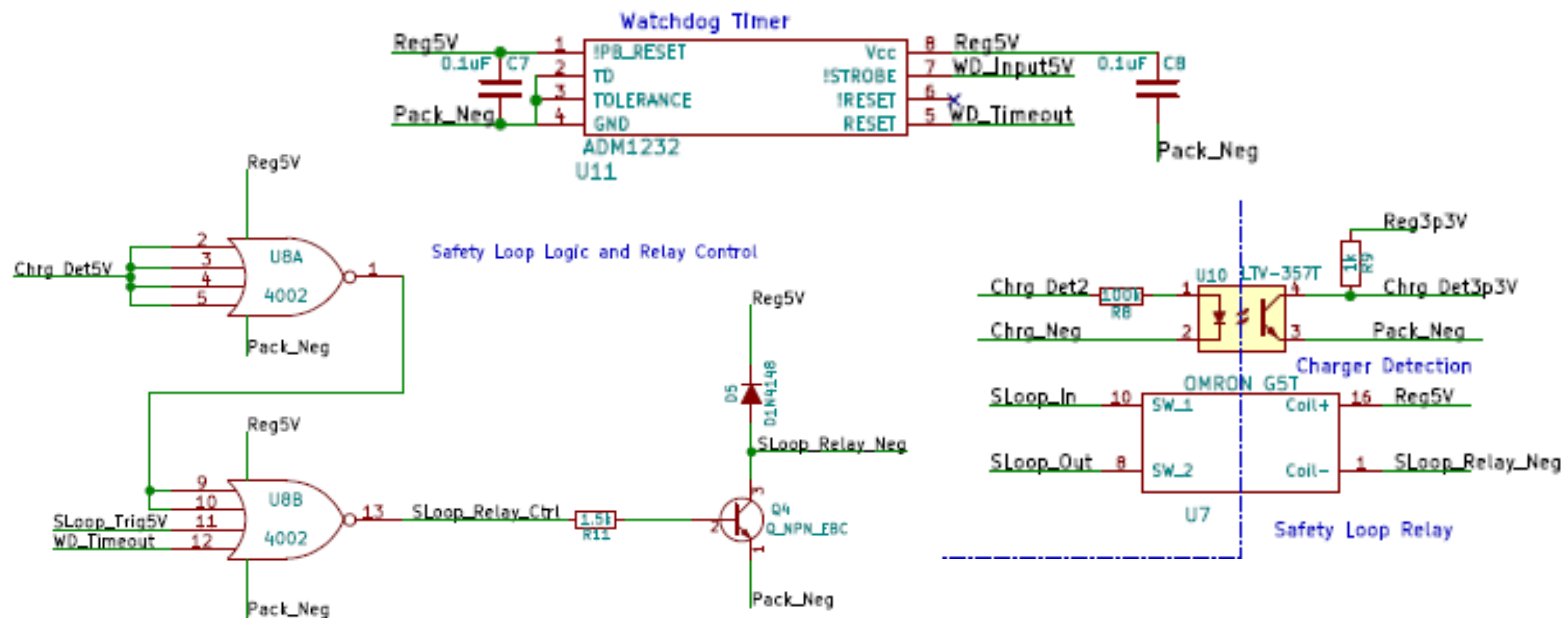 Watchdog Timer
Reg5V 1 !PB_RESET Vcc 8 Reg5V
0.1uF C7 2 TD !STROBE 7 WD_Input5V 0.1uF C8
3 TOLERANCE !RESET 6
Pack_Neg 4 GND RESET 5 WD_Timeout
ADM1232
U11
Pack_Neg
Reg5V
2
3
4
5
Chrg_Det5V
U8A
4002
1
Pack_Neg
Safety Loop Logic and Relay Control
Reg5V
9
10
SLoop_Trig5V 11
WD_Timeout 12
U8B
4002
13
Pack_Neg
SLoop_Relay_Ctrl
1.5k
R11
Reg5V
D5
D1N4148
SLoop_Relay_Neg
3
2
1
Q4
Q_NPN_EBC
Pack_Neg
Reg3p3V
1k
R9
U10 LTV-357T
Chrg_Det2 100k 1 4 Chrg_Det3p3V
R8
Chrg_Neg 2 3 Pack_Neg
Charger Detection
OMRON G5T
SLoop_In 10 SW_1 Coil+ 16 Reg5V
SLoop_Out 8 SW_2 Coil- 1 SLoop_Relay_Neg
U7
Safety Loop Relay